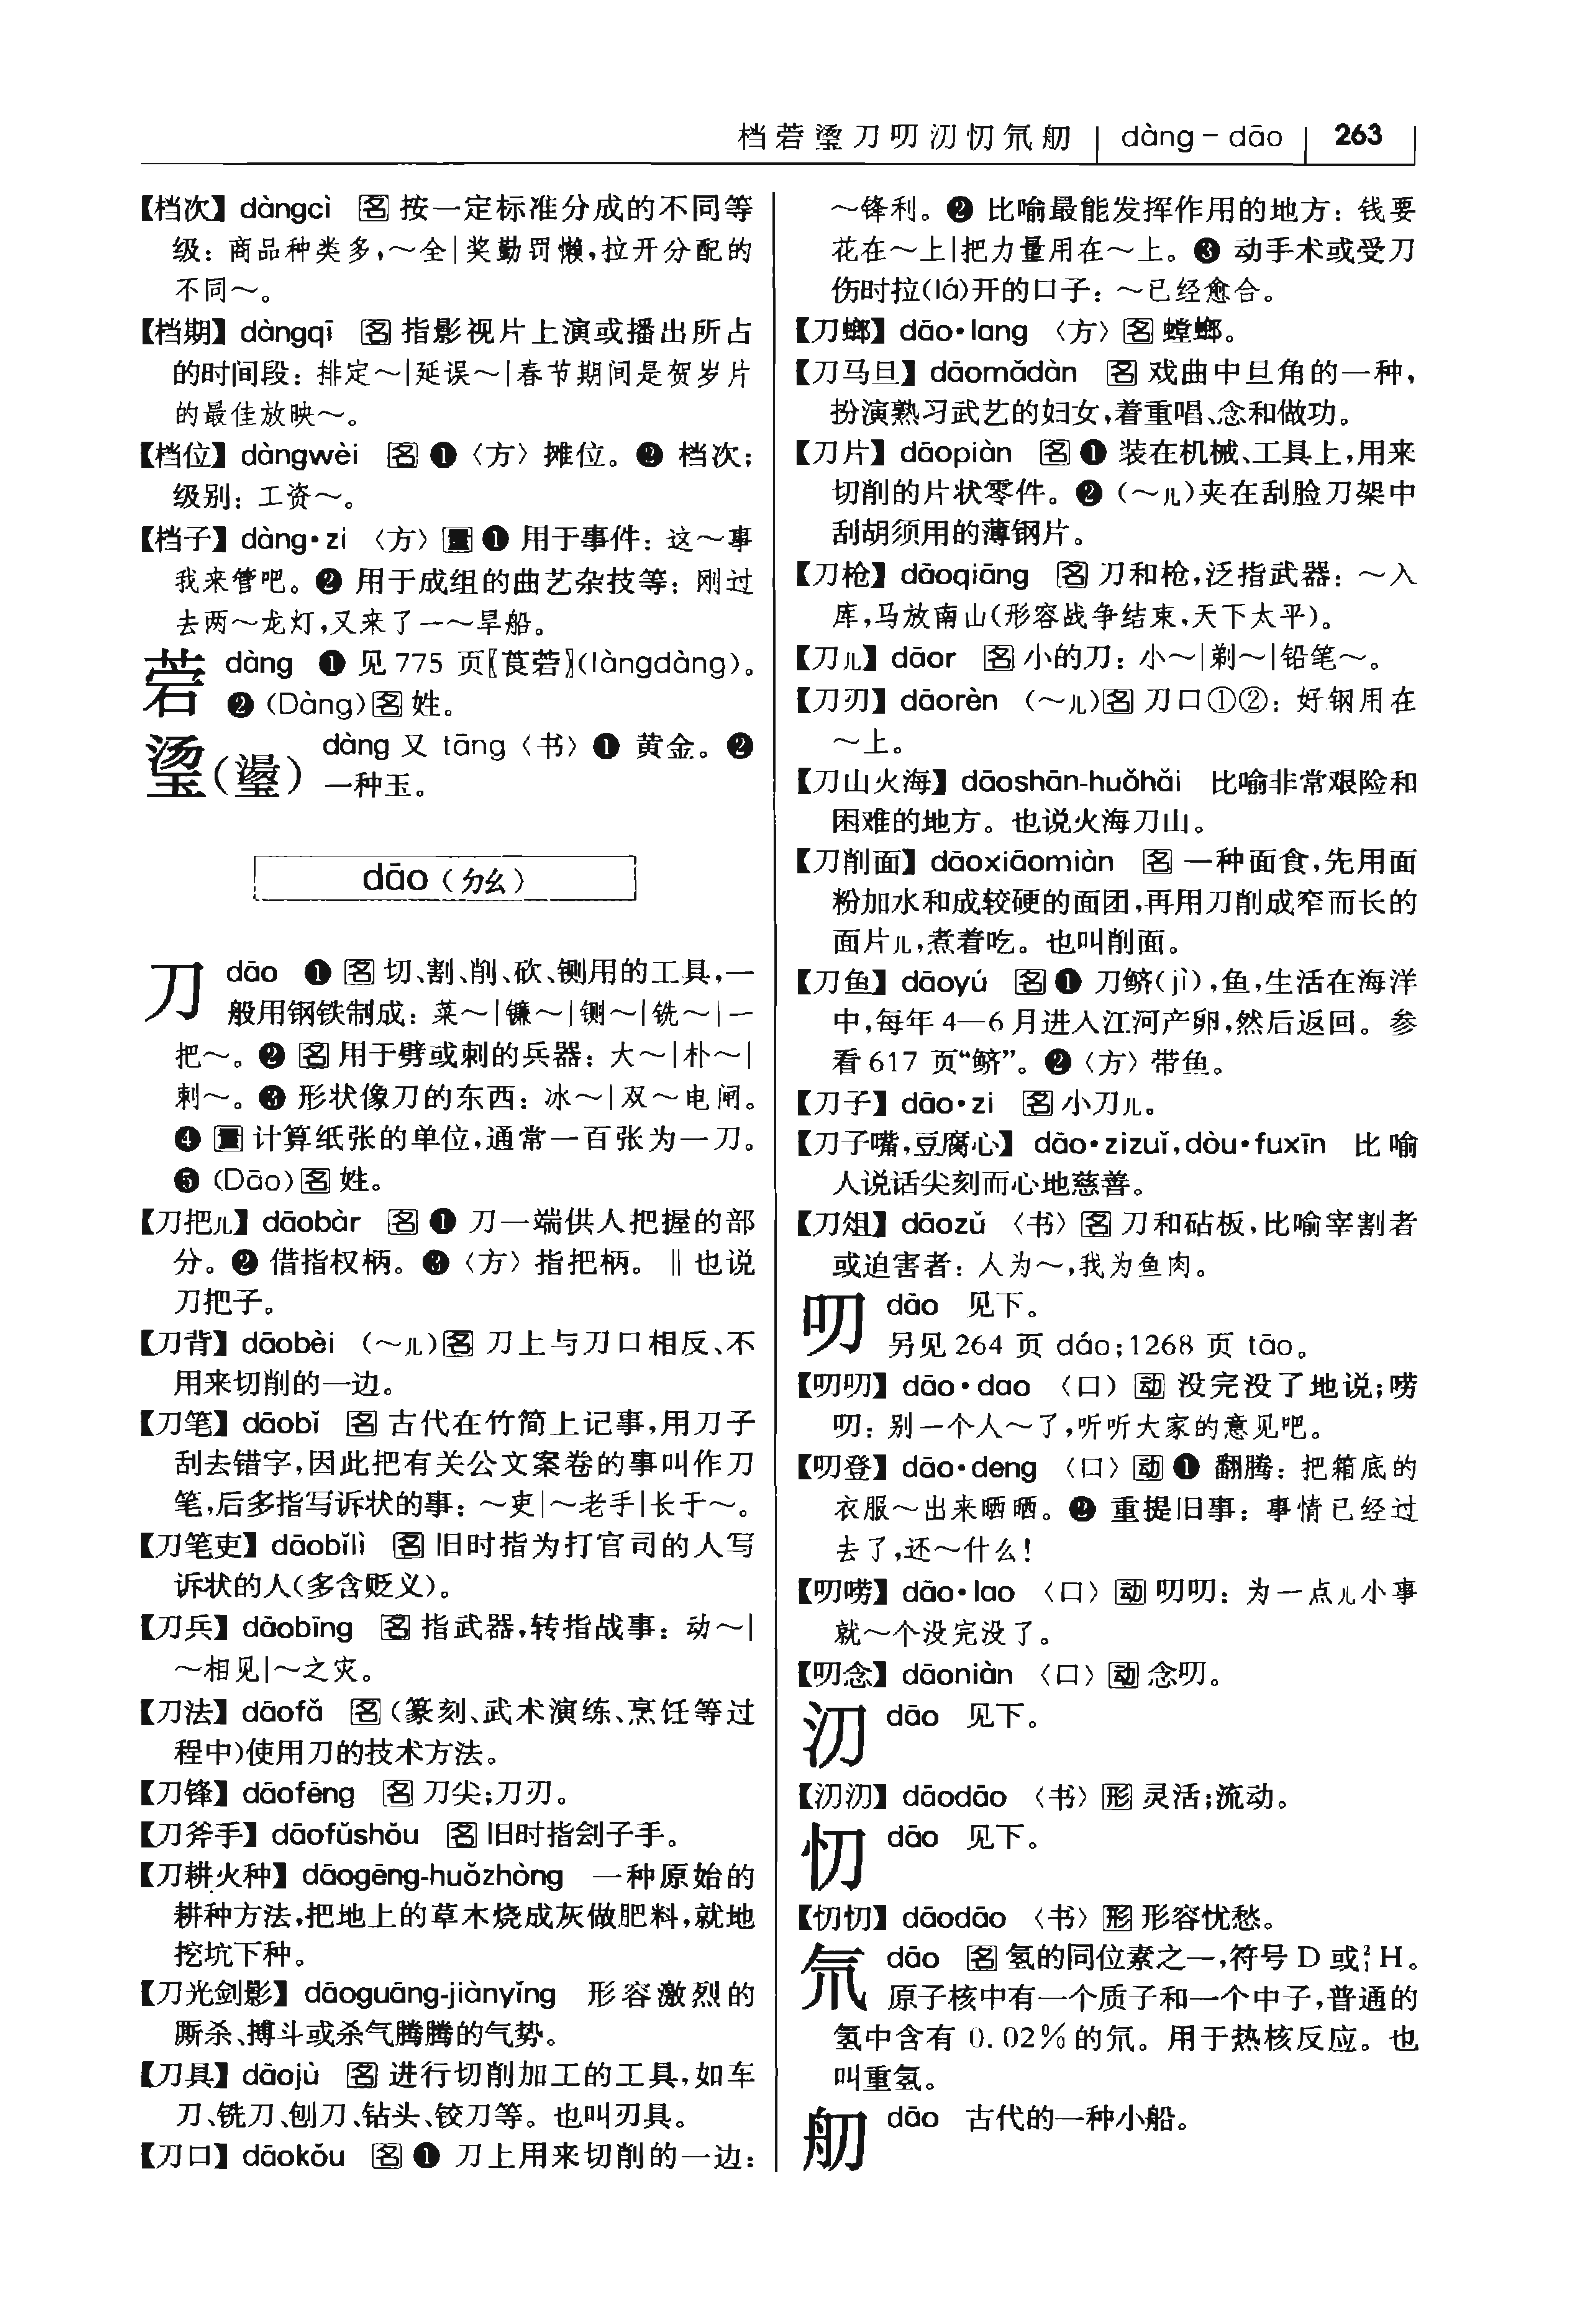 档菪瓽刀叨氻忉氘舠 dàng－dāo 263
【档次】dàngcì 名 按一定标准分成的不同等
级：商品种类多，～全|奖勤罚懒，拉开分配的
不同～。
【档期】dàngqī 名 指影视片上演或播出所占
的时间段：排定～|延误～|春节期间是贺岁片
的最佳放映～。
【档位】dàngwèi 名 ❶〈方〉摊位。❷ 档次；
级别：工资～。
【档子】dàng•zi 〈方〉量 ❶ 用于事件：这～事
我来管吧。❷ 用于成组的曲艺杂技等：刚过
去两～龙灯，又来了一～旱船。
菪 dàng ❶ 见 775 页〖莨菪〗(làngdàng)。
❷ (Dàng) 名 姓。
(璗) dàng 又 tāng〈书〉❶ 黄金。❷
一种玉。
dāo（ㄉㄠ）
刀 dāo ❶ 名 切、割、削、砍、铡用的工具，一
般用钢铁制成：菜～|镰～|铡～|铣～|一
把～。❷ 名 用于劈或刺的兵器：大～|朴～|
刺～。❸ 形状像刀的东西：冰～|双～电闸。
❹ 量 计算纸张的单位，通常一百张为一刀。
❺ (Dāo) 名 姓。
【刀把儿】dāobàr 名 ❶ 刀一端供人把握的部
分。❷ 借指权柄。❸〈方〉指把柄。‖也说
刀把子。
【刀背】dāobèi （～儿）名 刀上与刀口相反、不
用来切削的一边。
【刀笔】dāobǐ 名 古代在竹简上记事，用刀子
刮去错字，因此把有关公文案卷的事叫作刀
笔，后多指写诉状的事：～吏|～老手|长于～。
【刀笔吏】dāobǐlì 名 旧时指为打官司的人写
诉状的人（多含贬义）。
【刀兵】dāobīng 名 指武器，转指战事：动～|
～相见|～之灾。
【刀法】dāofǎ 名（篆刻、武术演练、烹饪等过
程中）使用刀的技术方法。
【刀锋】dāofēng 名 刀尖；刀刃。
【刀斧手】dāofǔshǒu 名 旧时指刽子手。
【刀耕火种】dāogēng-huǒzhòng 一种原始的
耕种方法，把地上的草木烧成灰做肥料，就地
挖坑下种。
【刀光剑影】dāoguāng-jiànyǐng 形容激烈的
厮杀、搏斗或杀气腾腾的气势。
【刀具】dāojù 名 进行切削加工的工具，如车
刀、铣刀、刨刀、钻头、铰刀等。也叫刃具。
【刀口】dāokǒu 名 ❶ 刀上用来切削的一边：
～锋利。❷ 比喻最能发挥作用的地方：钱要
花在～上|把力量用在～上。❸ 动手术或受刀
伤时拉(lá)开的口子：～已经愈合。
【刀螂】dāo•lang 〈方〉名 螳螂。
【刀马旦】dāomǎdàn 名 戏曲中旦角的一种，
扮演熟习武艺的妇女，着重唱、念和做功。
【刀片】dāopiàn 名 ❶ 装在机械、工具上，用来
切削的片状零件。❷（～儿）夹在刮脸刀架中
刮胡须用的薄钢片。
【刀枪】dāoqiāng 名 刀和枪，泛指武器：～入
库，马放南山（形容战争结束，天下太平）。
【刀儿】dāor 名 小的刀：小～|剃～|铅笔～。
【刀刃】dāorèn （～儿）名 刀口①②：好钢用在
～上。
【刀山火海】dāoshān-huǒhǎi 比喻非常艰险和
困难的地方。也说火海刀山。
【刀削面】dāoxiāomiàn 名 一种面食，先用面
粉加水和成较硬的面团，再用刀削成窄而长的
面片儿，煮着吃。也叫削面。
【刀鱼】dāoyú 名 ❶ 刀鲚(jì)，鱼，生活在海洋
中，每年 4—6 月进入江河产卵，然后返回。参
看 617 页“鲚”。❷〈方〉带鱼。
【刀子】dāo•zi 名 小刀儿。
【刀子嘴，豆腐心】dāo•zizuǐ，dòu•fuxīn 比喻
人说话尖刻而心地慈善。
【刀俎】dāozǔ 〈书〉名 刀和砧板，比喻宰割者
或迫害者：人为～，我为鱼肉。
叨 dāo 见下。
另见 264 页 dáo；1268 页 tāo。
【叨叨】dāo•dao 〈口〉动 没完没了地说；唠
叨：别一个人～了，听听大家的意见吧。
【叨登】dāo•deng 〈口〉动 ❶ 翻腾：把箱底的
衣服～出来晒晒。❷ 重提旧事：事情已经过
去了，还～什么！
【叨唠】dāo•lao 〈口〉动 叨叨：为一点儿小事
就～个没完没了。
【叨念】dāoniàn 〈口〉动 念叨。
氻 dāo 见下。
【氻氻】dāodāo 〈书〉形 灵活；流动。
忉 dāo 见下。
【忉忉】dāodāo 〈书〉形 形容忧愁。
氘 dāo 名 氢的同位素之一，符号 D 或²₁H。
原子核中有一个质子和一个中子，普通的
氢中含有 0.02％的氘。用于热核反应。也
叫重氢。
舠 dāo 古代的一种小船。